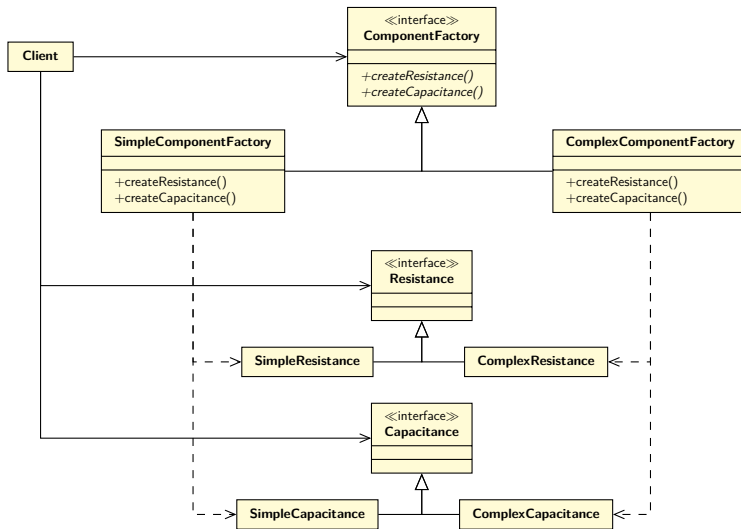 ≪interface≫
ComponentFactory
+createResistance()
+createCapacitance()
Client
SimpleComponentFactory
+createResistance()
+createCapacitance()
ComplexComponentFactory
+createResistance()
+createCapacitance()
≪interface≫
Resistance
SimpleResistance
ComplexResistance
≪interface≫
Capacitance
SimpleCapacitance
ComplexCapacitance